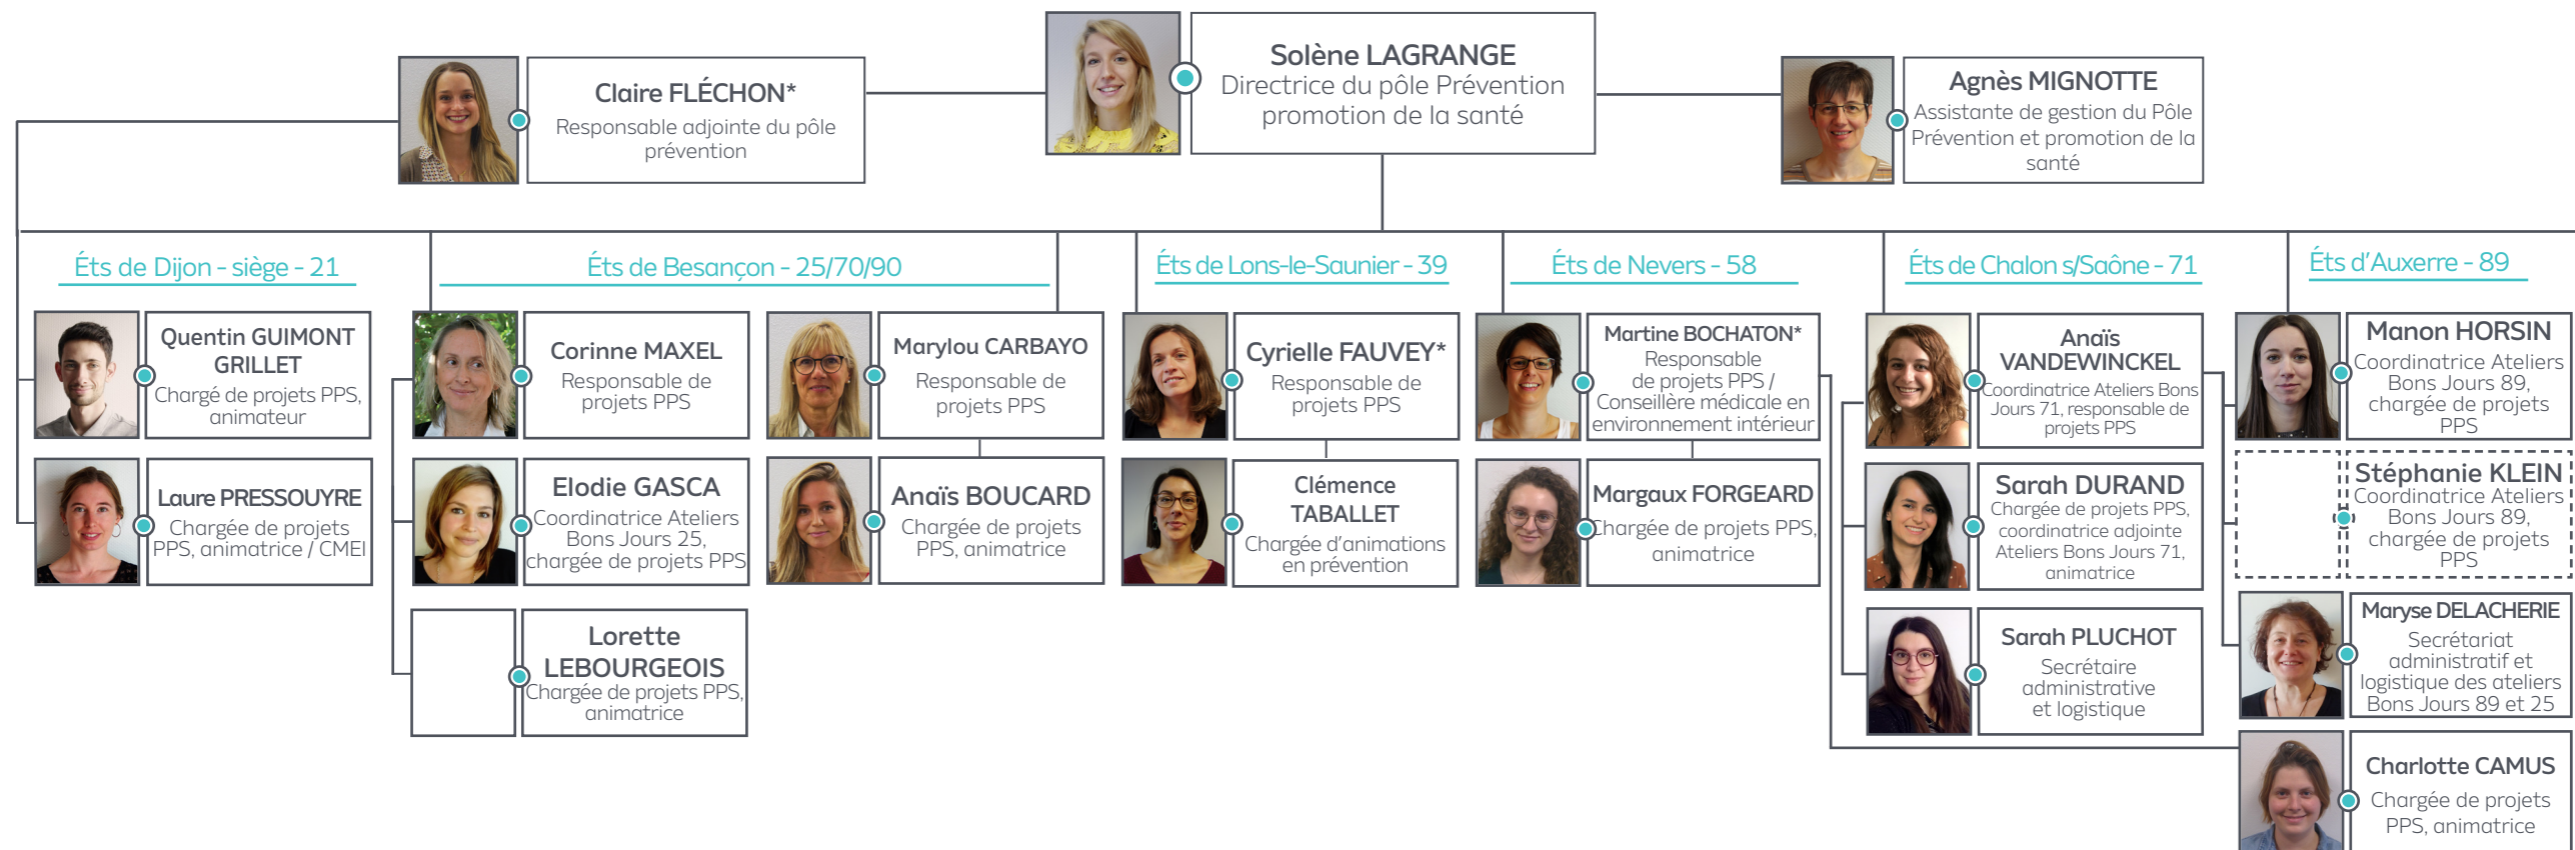 Solène LAGRANGE
Directrice du pôle Prévention
promotion de la santé
Claire FLÉCHON*
Responsable adjointe du pôle
prévention
Agnès MIGNOTTE
Assistante de gestion du Pôle
Prévention et promotion de la
santé
Éts de Dijon - siège - 21
Quentin GUIMONT
GRILLET
Chargé de projets PPS,
animateur
Laure PRESSOUYRE
Chargée de projets
PPS, animatrice / CMEI
Éts de Besançon - 25/70/90
Corinne MAXEL
Responsable de
projets PPS
Elodie GASCA
Coordinatrice Ateliers
Bons Jours 25,
chargée de projets PPS
Lorette
LEBOURGEOIS
Chargée de projets PPS,
animatrice
Marylou CARBAYO
Responsable de
projets PPS
Anaïs BOUCARD
Chargée de projets
PPS, animatrice
Éts de Lons-le-Saunier - 39
Cyrielle FAUVEY*
Responsable de
projets PPS
Clémence
TABALLET
Chargée d'animations
en prévention
Éts de Nevers - 58
Martine BOCHATON*
Responsable
de projets PPS /
Conseillère médicale en
environnement intérieur
Margaux FORGEARD
Chargée de projets PPS,
animatrice
Éts de Chalon s/Saône - 71
Anaïs
VANDEWINCKEL
Coordinatrice Ateliers Bons
Jours 71, responsable de
projets PPS
Sarah DURAND
Chargée de projets PPS,
coordinatrice adjointe
Ateliers Bons Jours 71,
animatrice
Sarah PLUCHOT
Secrétaire
administrative
et logistique
Éts d'Auxerre - 89
Manon HORSIN
Coordinatrice Ateliers
Bons Jours 89,
chargée de projets
PPS
Stéphanie KLEIN
Coordinatrice Ateliers
Bons Jours 89,
chargée de projets
PPS
Maryse DELACHERIE
Secrétariat
administratif et
logistique des ateliers
Bons Jours 89 et 25
Charlotte CAMUS
Chargée de projets
PPS, animatrice